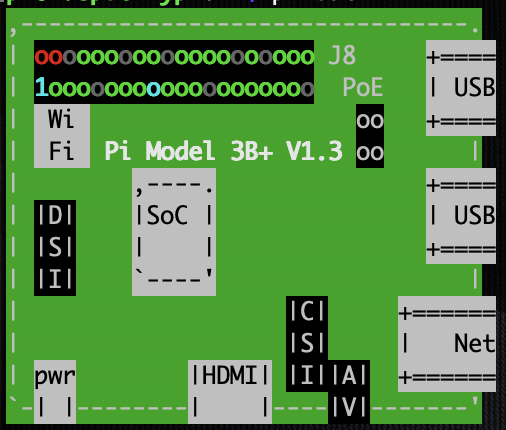 ,--------------------------------.
| oooooooooooooooooooo J8     +=====
| 1ooooooooooooooooooo  PoE   | USB
|  Wi                    oo   +=====
|  Fi  Pi Model 3B+ V1.3 oo      |
|        ,----.               +=====
| |D|    |SoC |               | USB
| |S|    |    |               +=====
| |I|    `----'                  |
|                   |C|     +=======
|                   |S|     |   Net
| pwr        |HDMI| |I||A|  +=======
`-| |--------|    |----|V|-------'